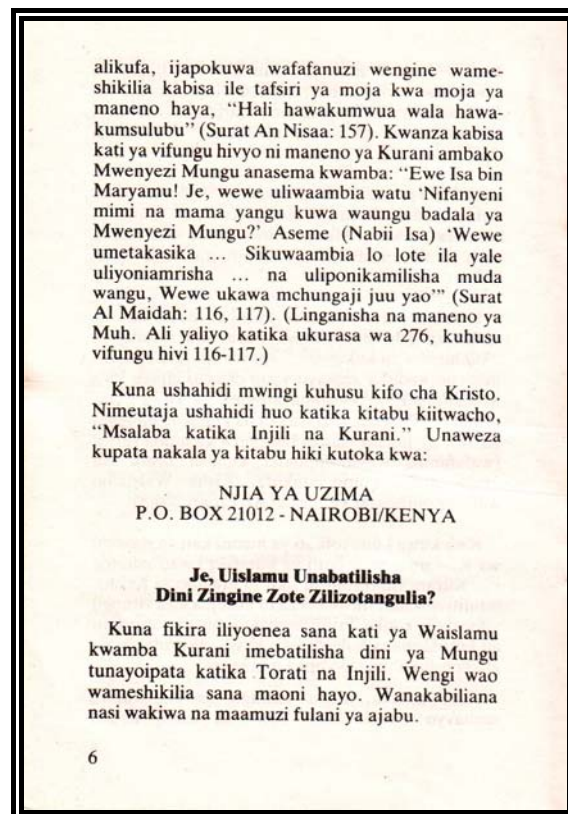 alikufa, ijapokuwa wafafanuzi wengine wame-
shikilia kabisa ile tafsiri ya moja kwa moja ya
maneno haya, “Hali hawakumwua wala hawa-
kumsulubu” (Surat An Nisaa: 157). Kwanza kabisa
kati ya vifungu hivyo ni maneno ya Kurani ambako
Mwenyezi Mungu anasema kwamba: “Ewe Isa bin
Maryamu! Je, wewe uliwaambia watu ‘Nifanyeni
mimi na mama yangu kuwa waungu badala ya
Mwenyezi Mungu?’ Aseme (Nabii Isa) ‘Wewe
umetakasika ... Sikuwaambia lo lote ila yale
uliyoniamrisha ... na uliponikamilisha muda
wangu, Wewe ukawa mchungaji juu yao’” (Surat
Al Maidah: 116, 117). (Linganisha na maneno ya
Muh. Ali yaliyo katika ukurasa wa 276, kuhusu
vifungu hivi 116-117.)
Kuna ushahidi mwingi kuhusu kifo cha Kristo.
Nimeutaja ushahidi huo katika kitabu kiitwacho,
“Msalaba katika Injili na Kurani.” Unaweza
kupata nakala ya kitabu hiki kutoka kwa:
NJIA YA UZIMA
P.O. BOX 21012 - NAIROBI/KENYA
Je, Uislamu Unabatilisha
Dini Zingine Zote Zilizotangulia?
Kuna fikira iliyoenea sana kati ya Waislamu
kwamba Kurani imebatilisha dini ya Mungu
tunayoipata katika Torati na Injili. Wengi wao
wameshikilia sana maoni hayo. Wanakabiliana
nasi wakiwa na maamuzi fulani ya ajabu.
6